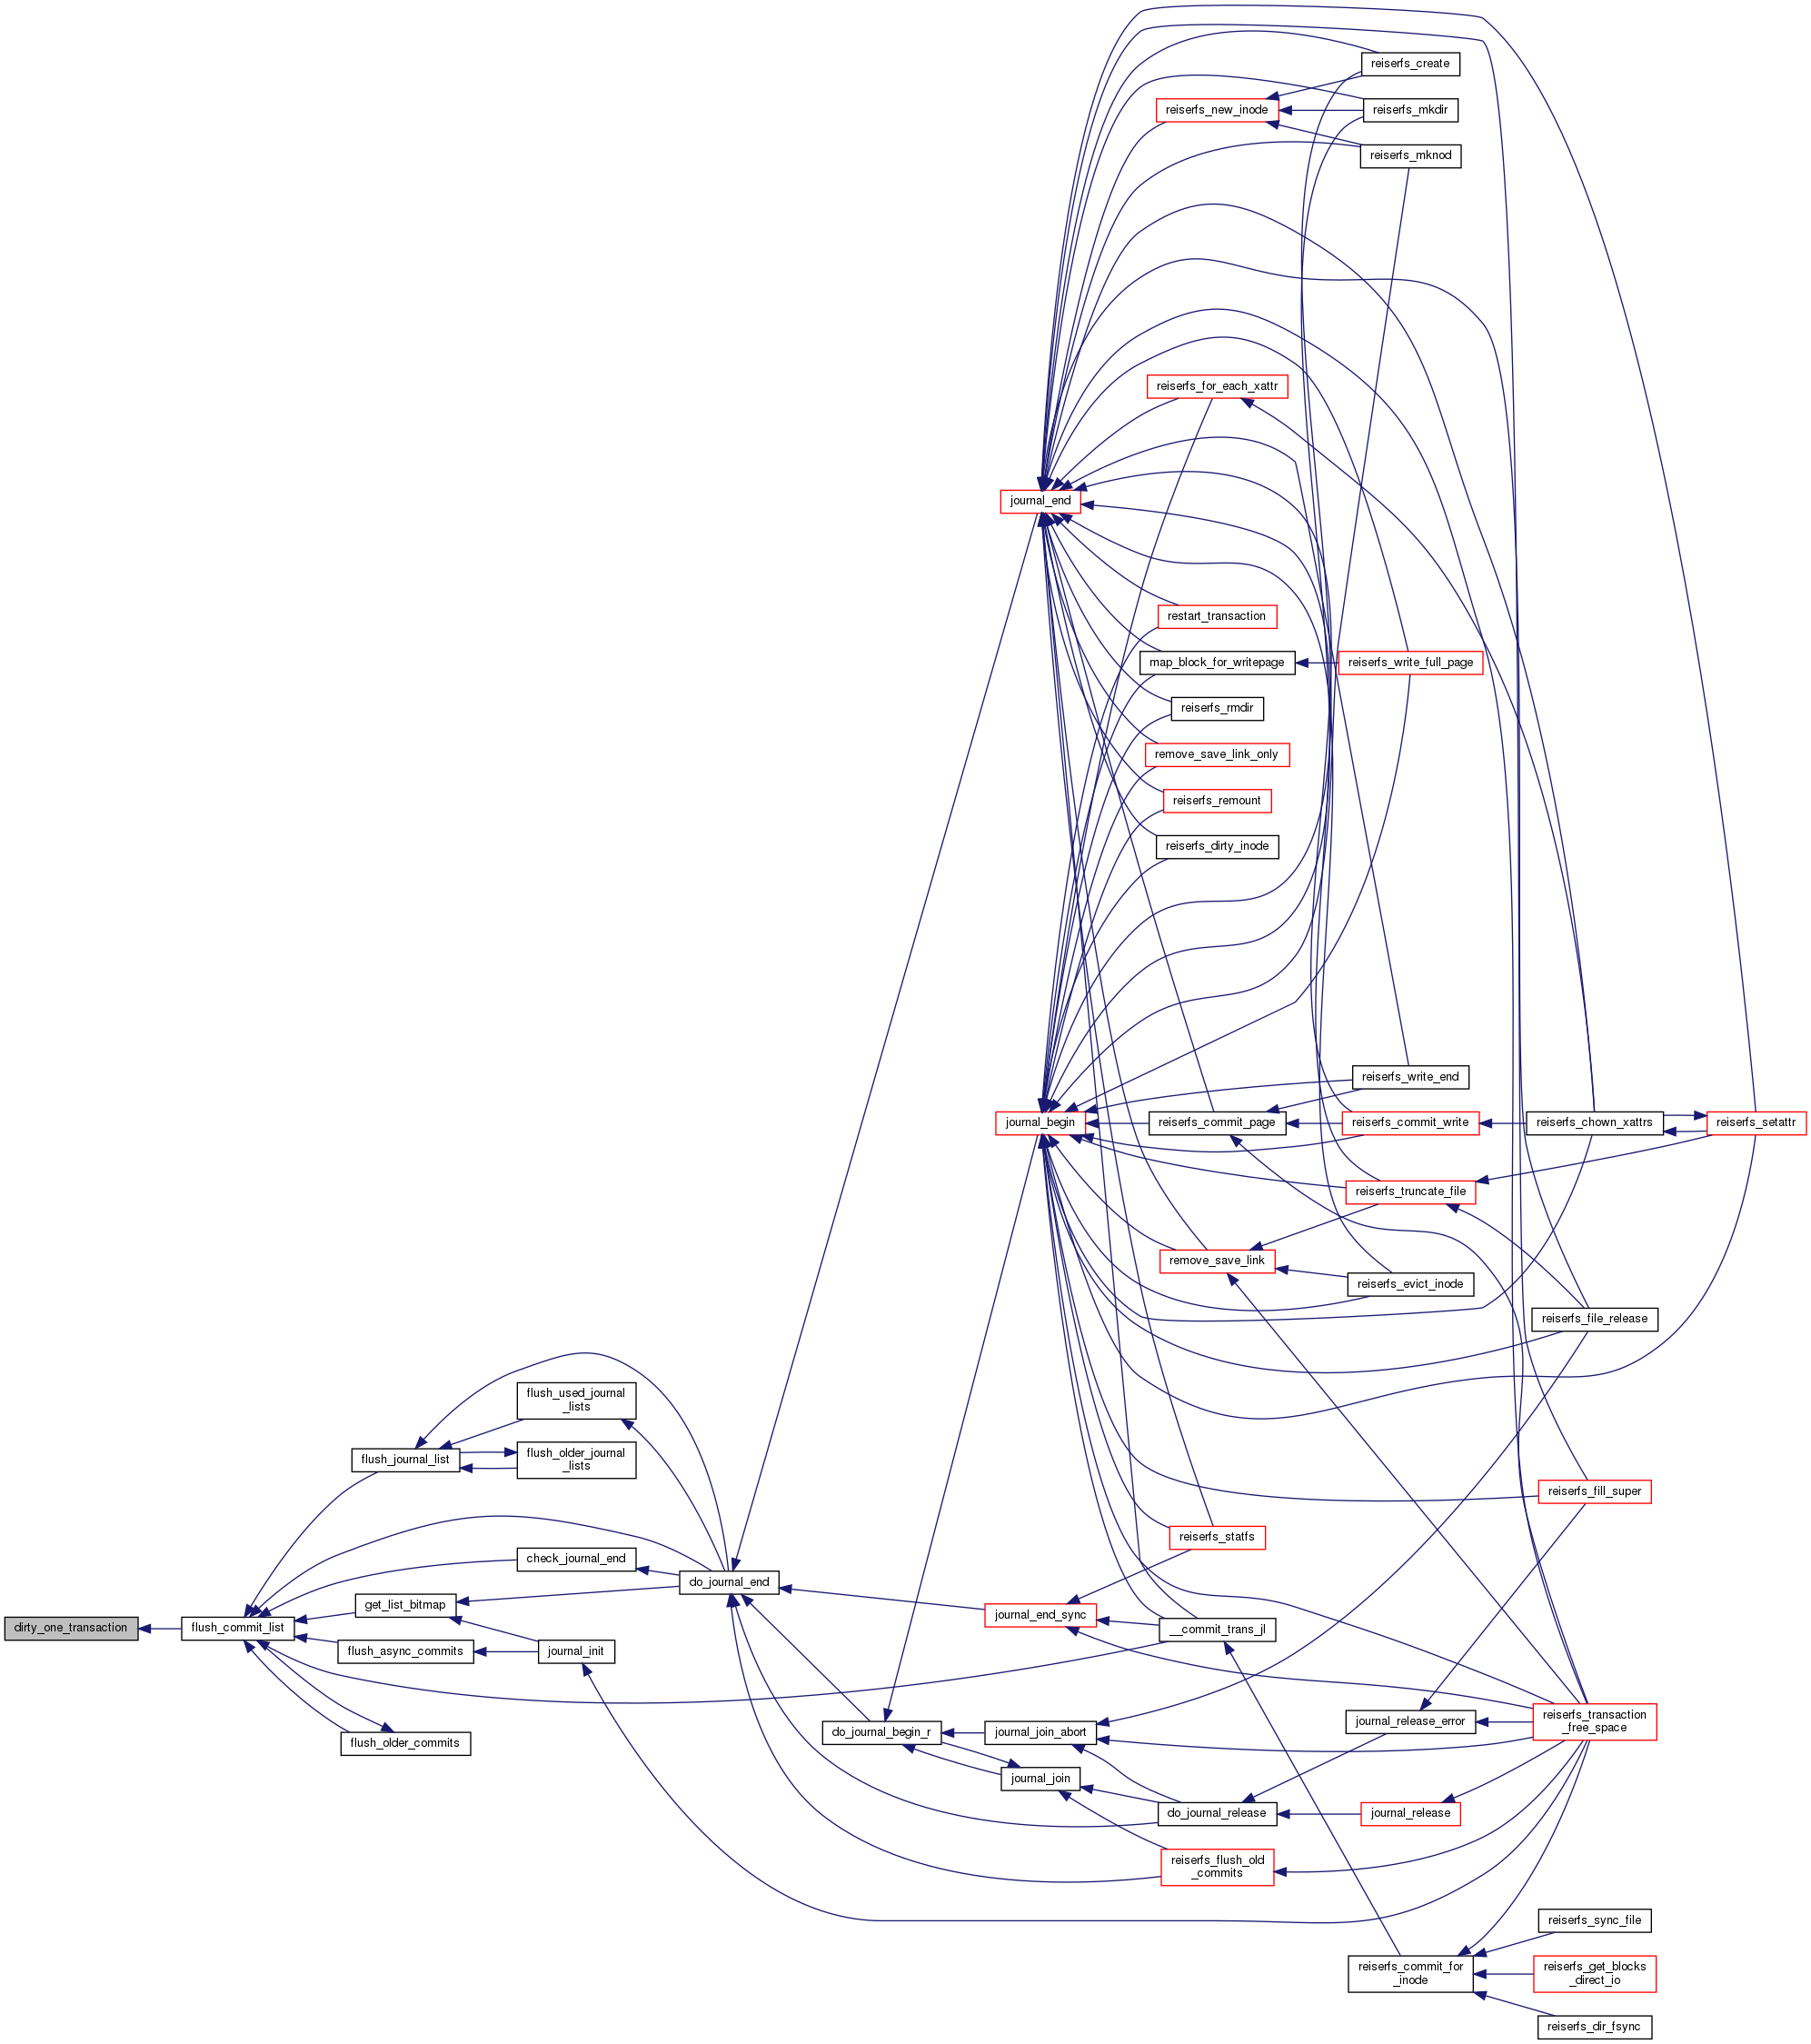 reiserfs_create
reiserfs_new_inode
reiserfs_mkdir
reiserfs_mknod
reiserfs_for_each_xattr
journal_end
restart_transaction
map_block_for_writepage
reiserfs_write_full_page
reiserfs_rmdir
remove_save_link_only
reiserfs_remount
reiserfs_dirty_inode
reiserfs_write_end
journal_begin
reiserfs_commit_page
reiserfs_commit_write
reiserfs_chown_xattrs
reiserfs_setattr
reiserfs_truncate_file
remove_save_link
reiserfs_evict_inode
reiserfs_file_release
flush_used_journal
_lists
flush_journal_list
flush_older_journal
_lists
reiserfs_fill_super
reiserfs_statfs
check_journal_end
do_journal_end
get_list_bitmap
journal_end_sync
dirty_one_transaction
flush_commit_list
__commit_trans_jl
flush_async_commits
journal_init
reiserfs_transaction
_free_space
do_journal_begin_r
journal_join_abort
journal_release_error
flush_older_commits
journal_join
do_journal_release
journal_release
reiserfs_flush_old
_commits
reiserfs_sync_file
reiserfs_commit_for
_inode
reiserfs_get_blocks
_direct_io
reiserfs_dir_fsync